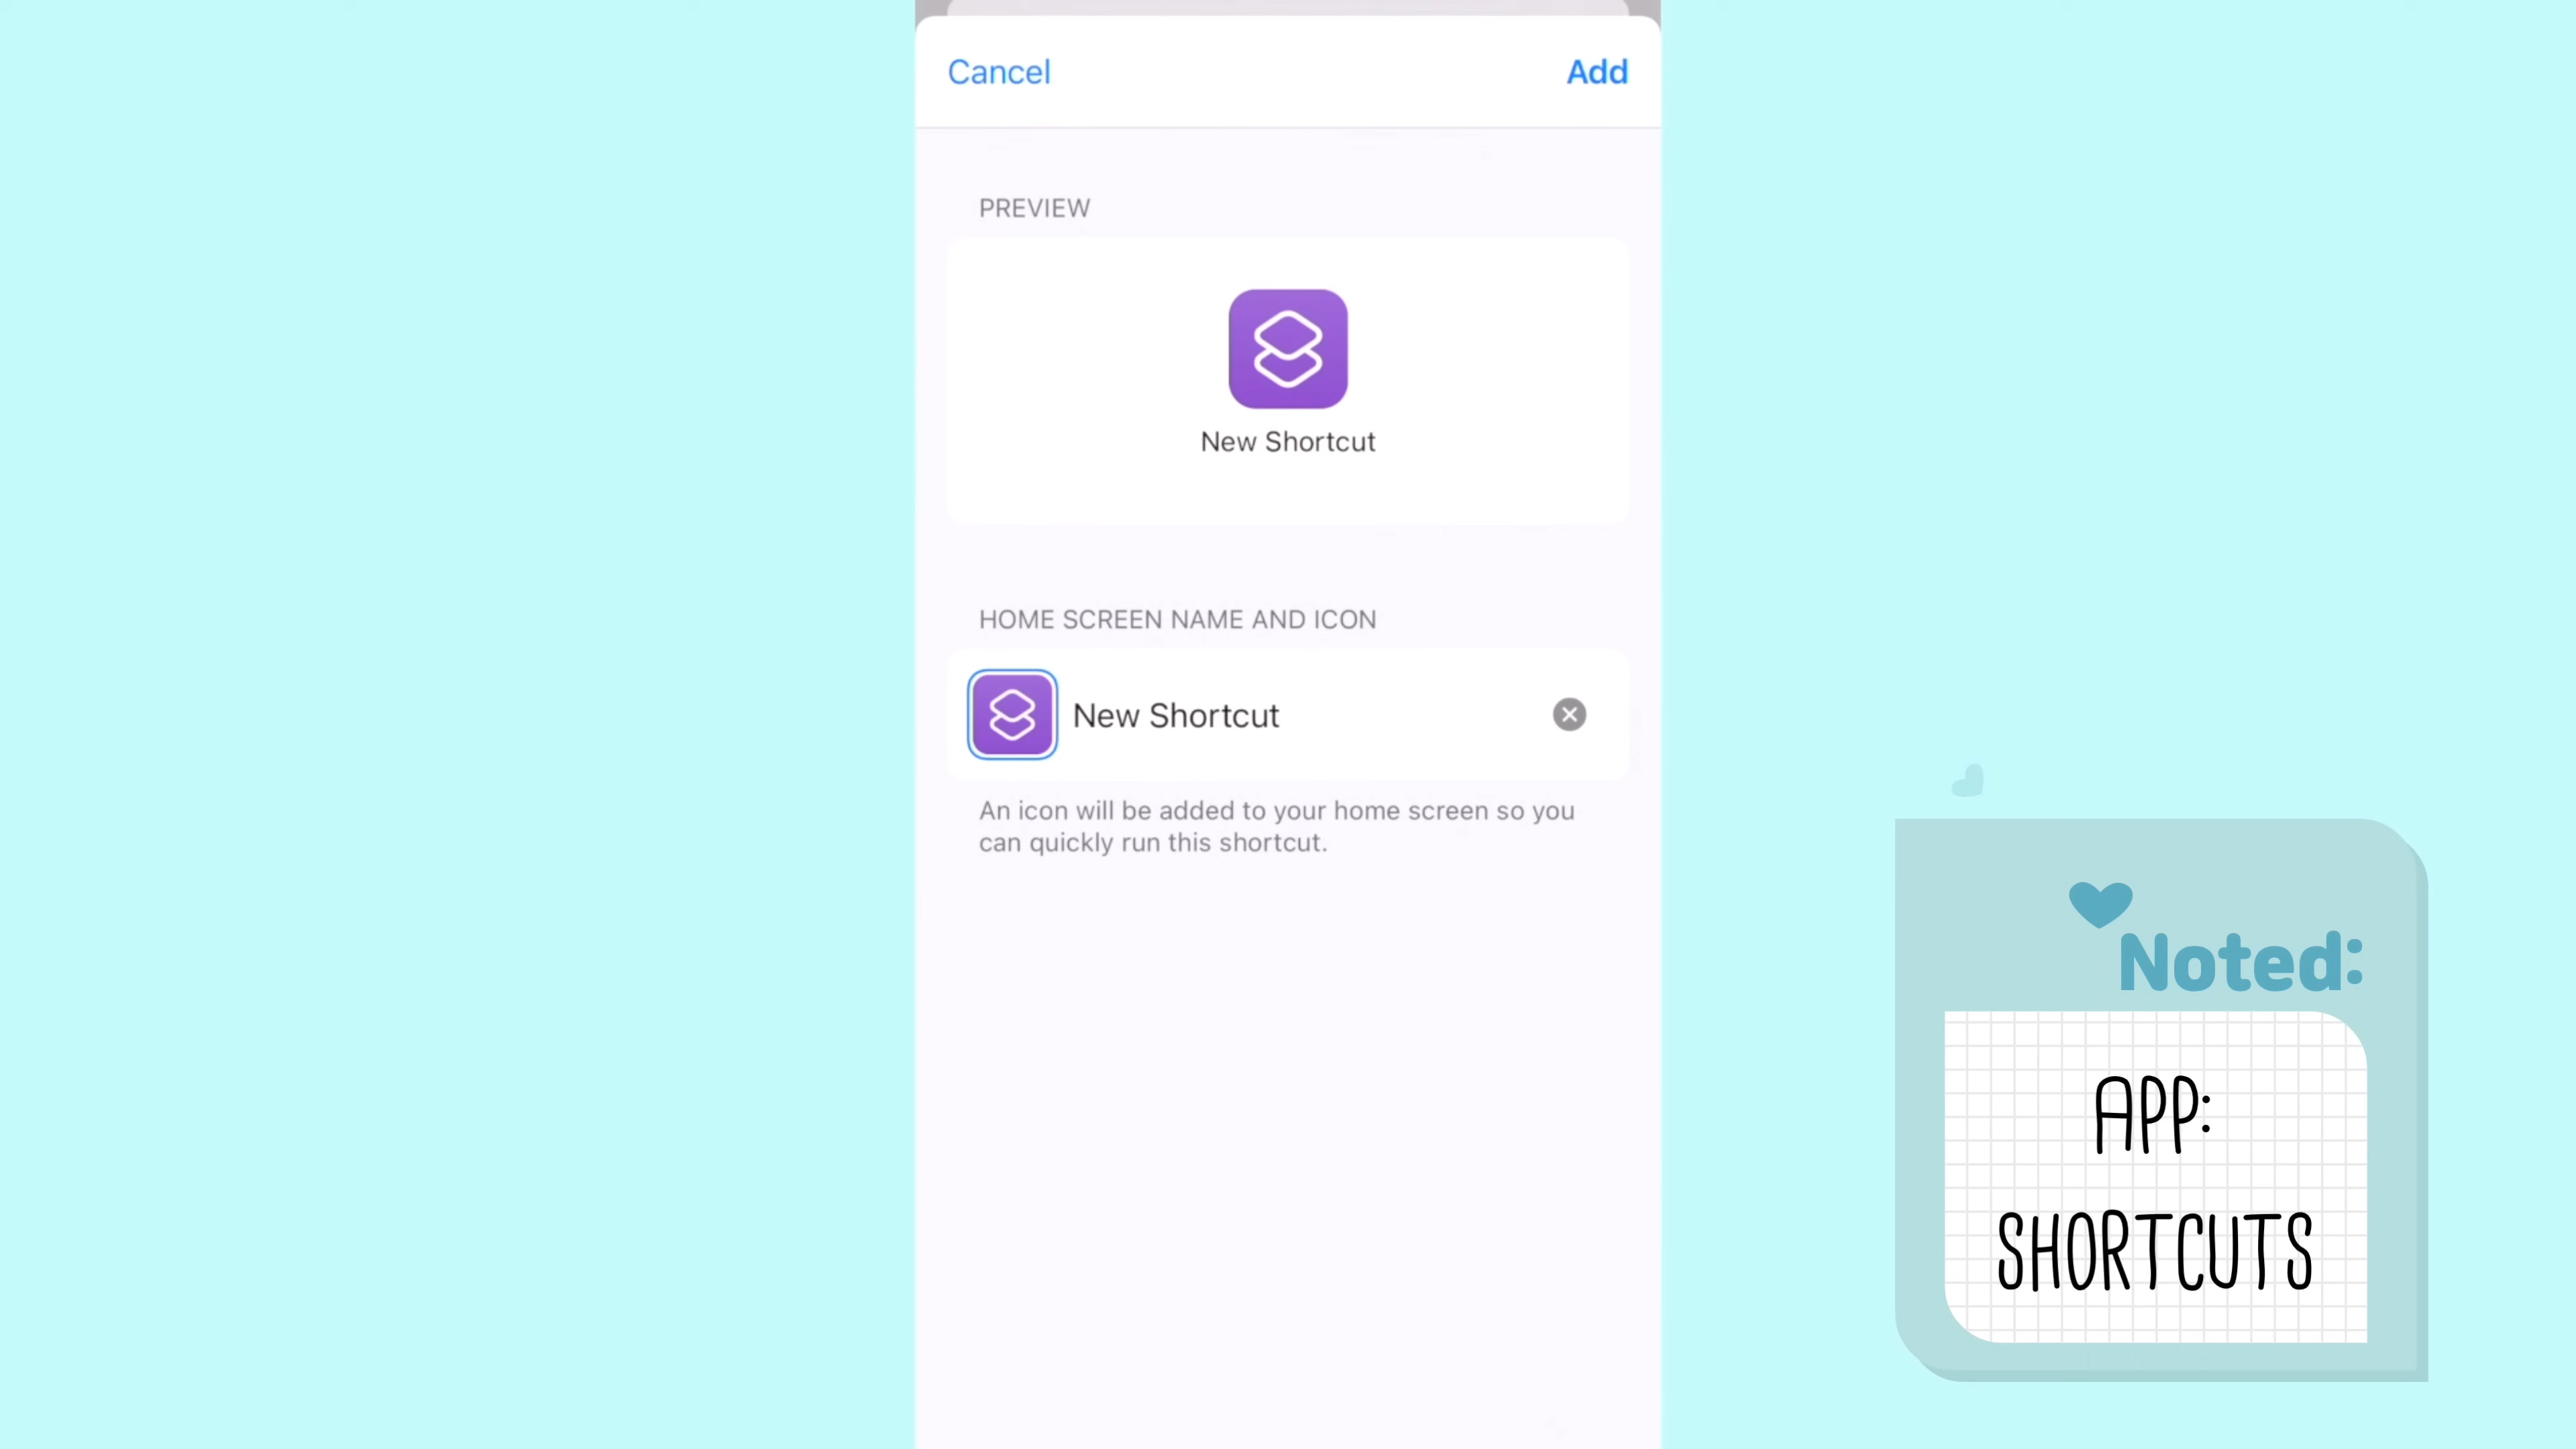 Cancel
Add
PREVIEW
New Shortcut
HOME SCREEN NAME AND ICON
New Shortcut
An icon will be added to your home screen so you
can quickly run this shortcut.
Noted:
APP:
SHORTCUTS